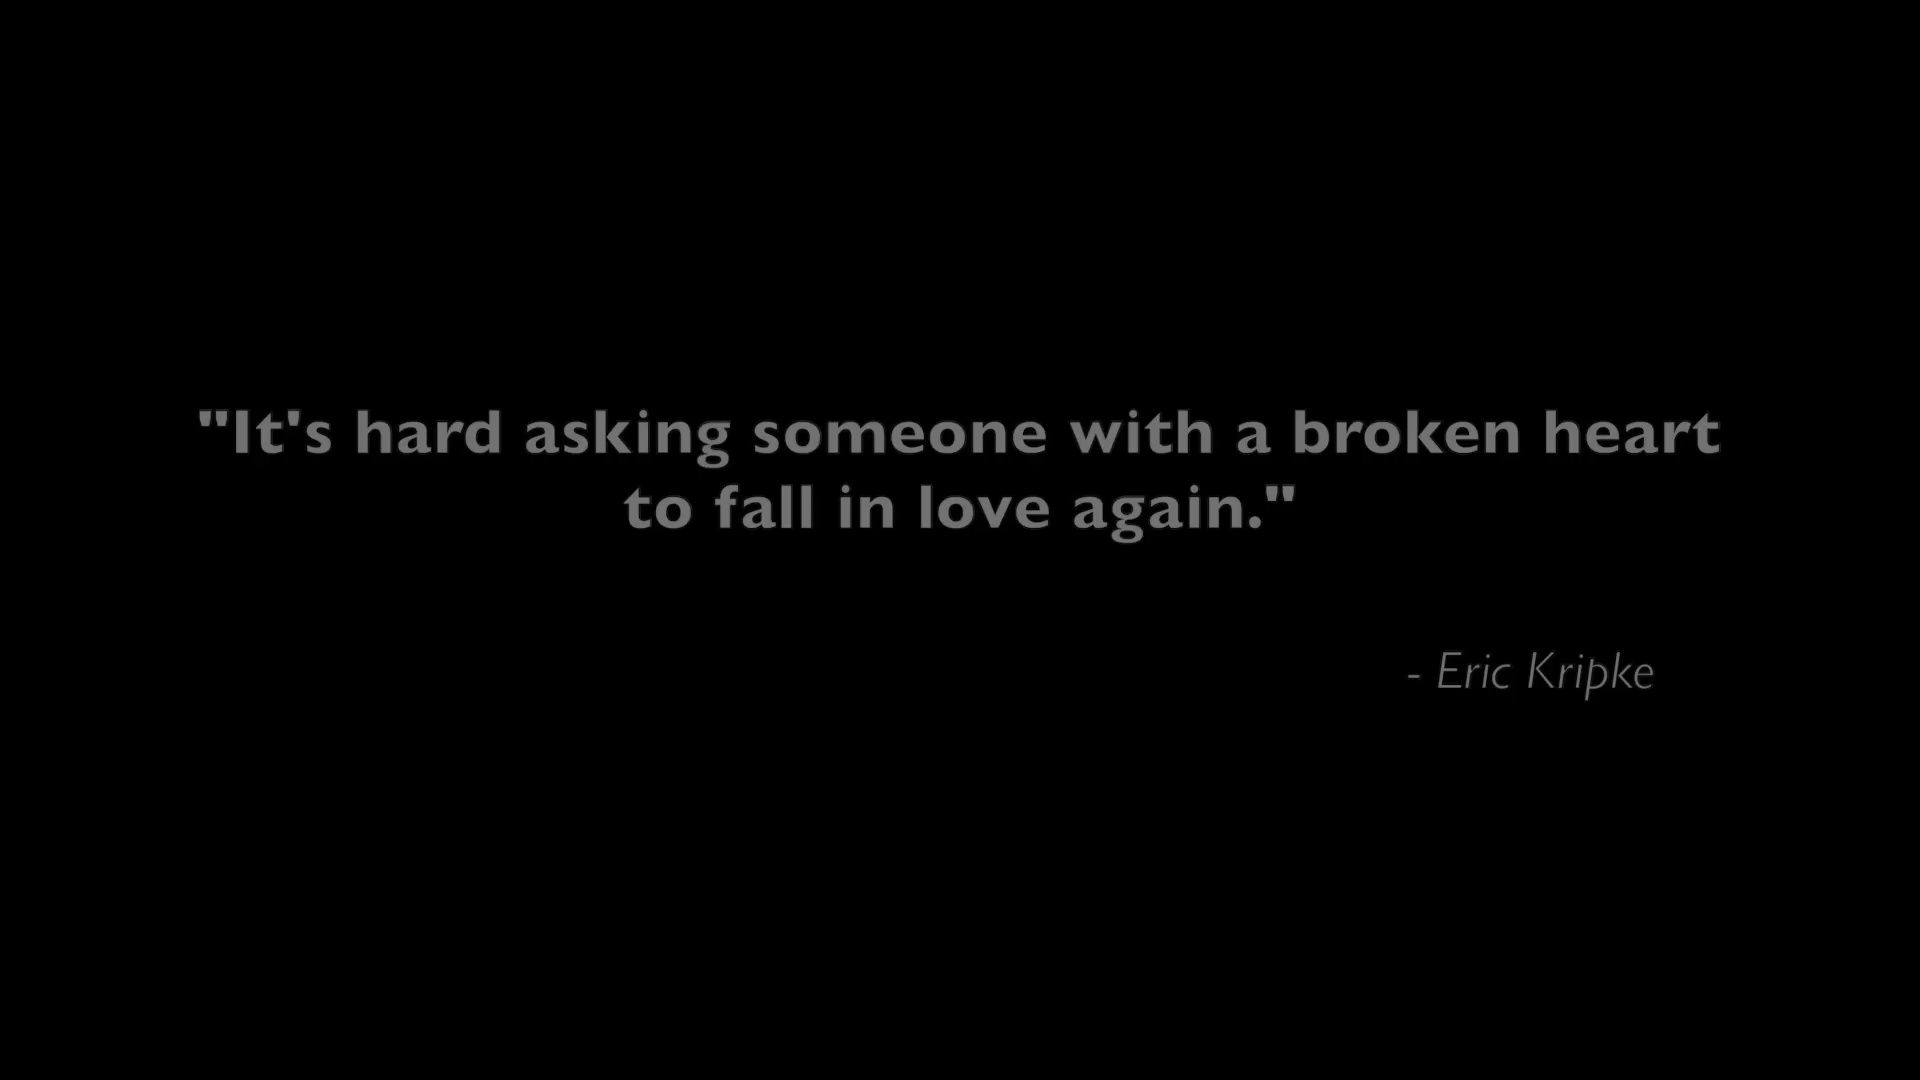 "It's hard asking someone with a broken heart
to fall in love again."
- Eric Kripke